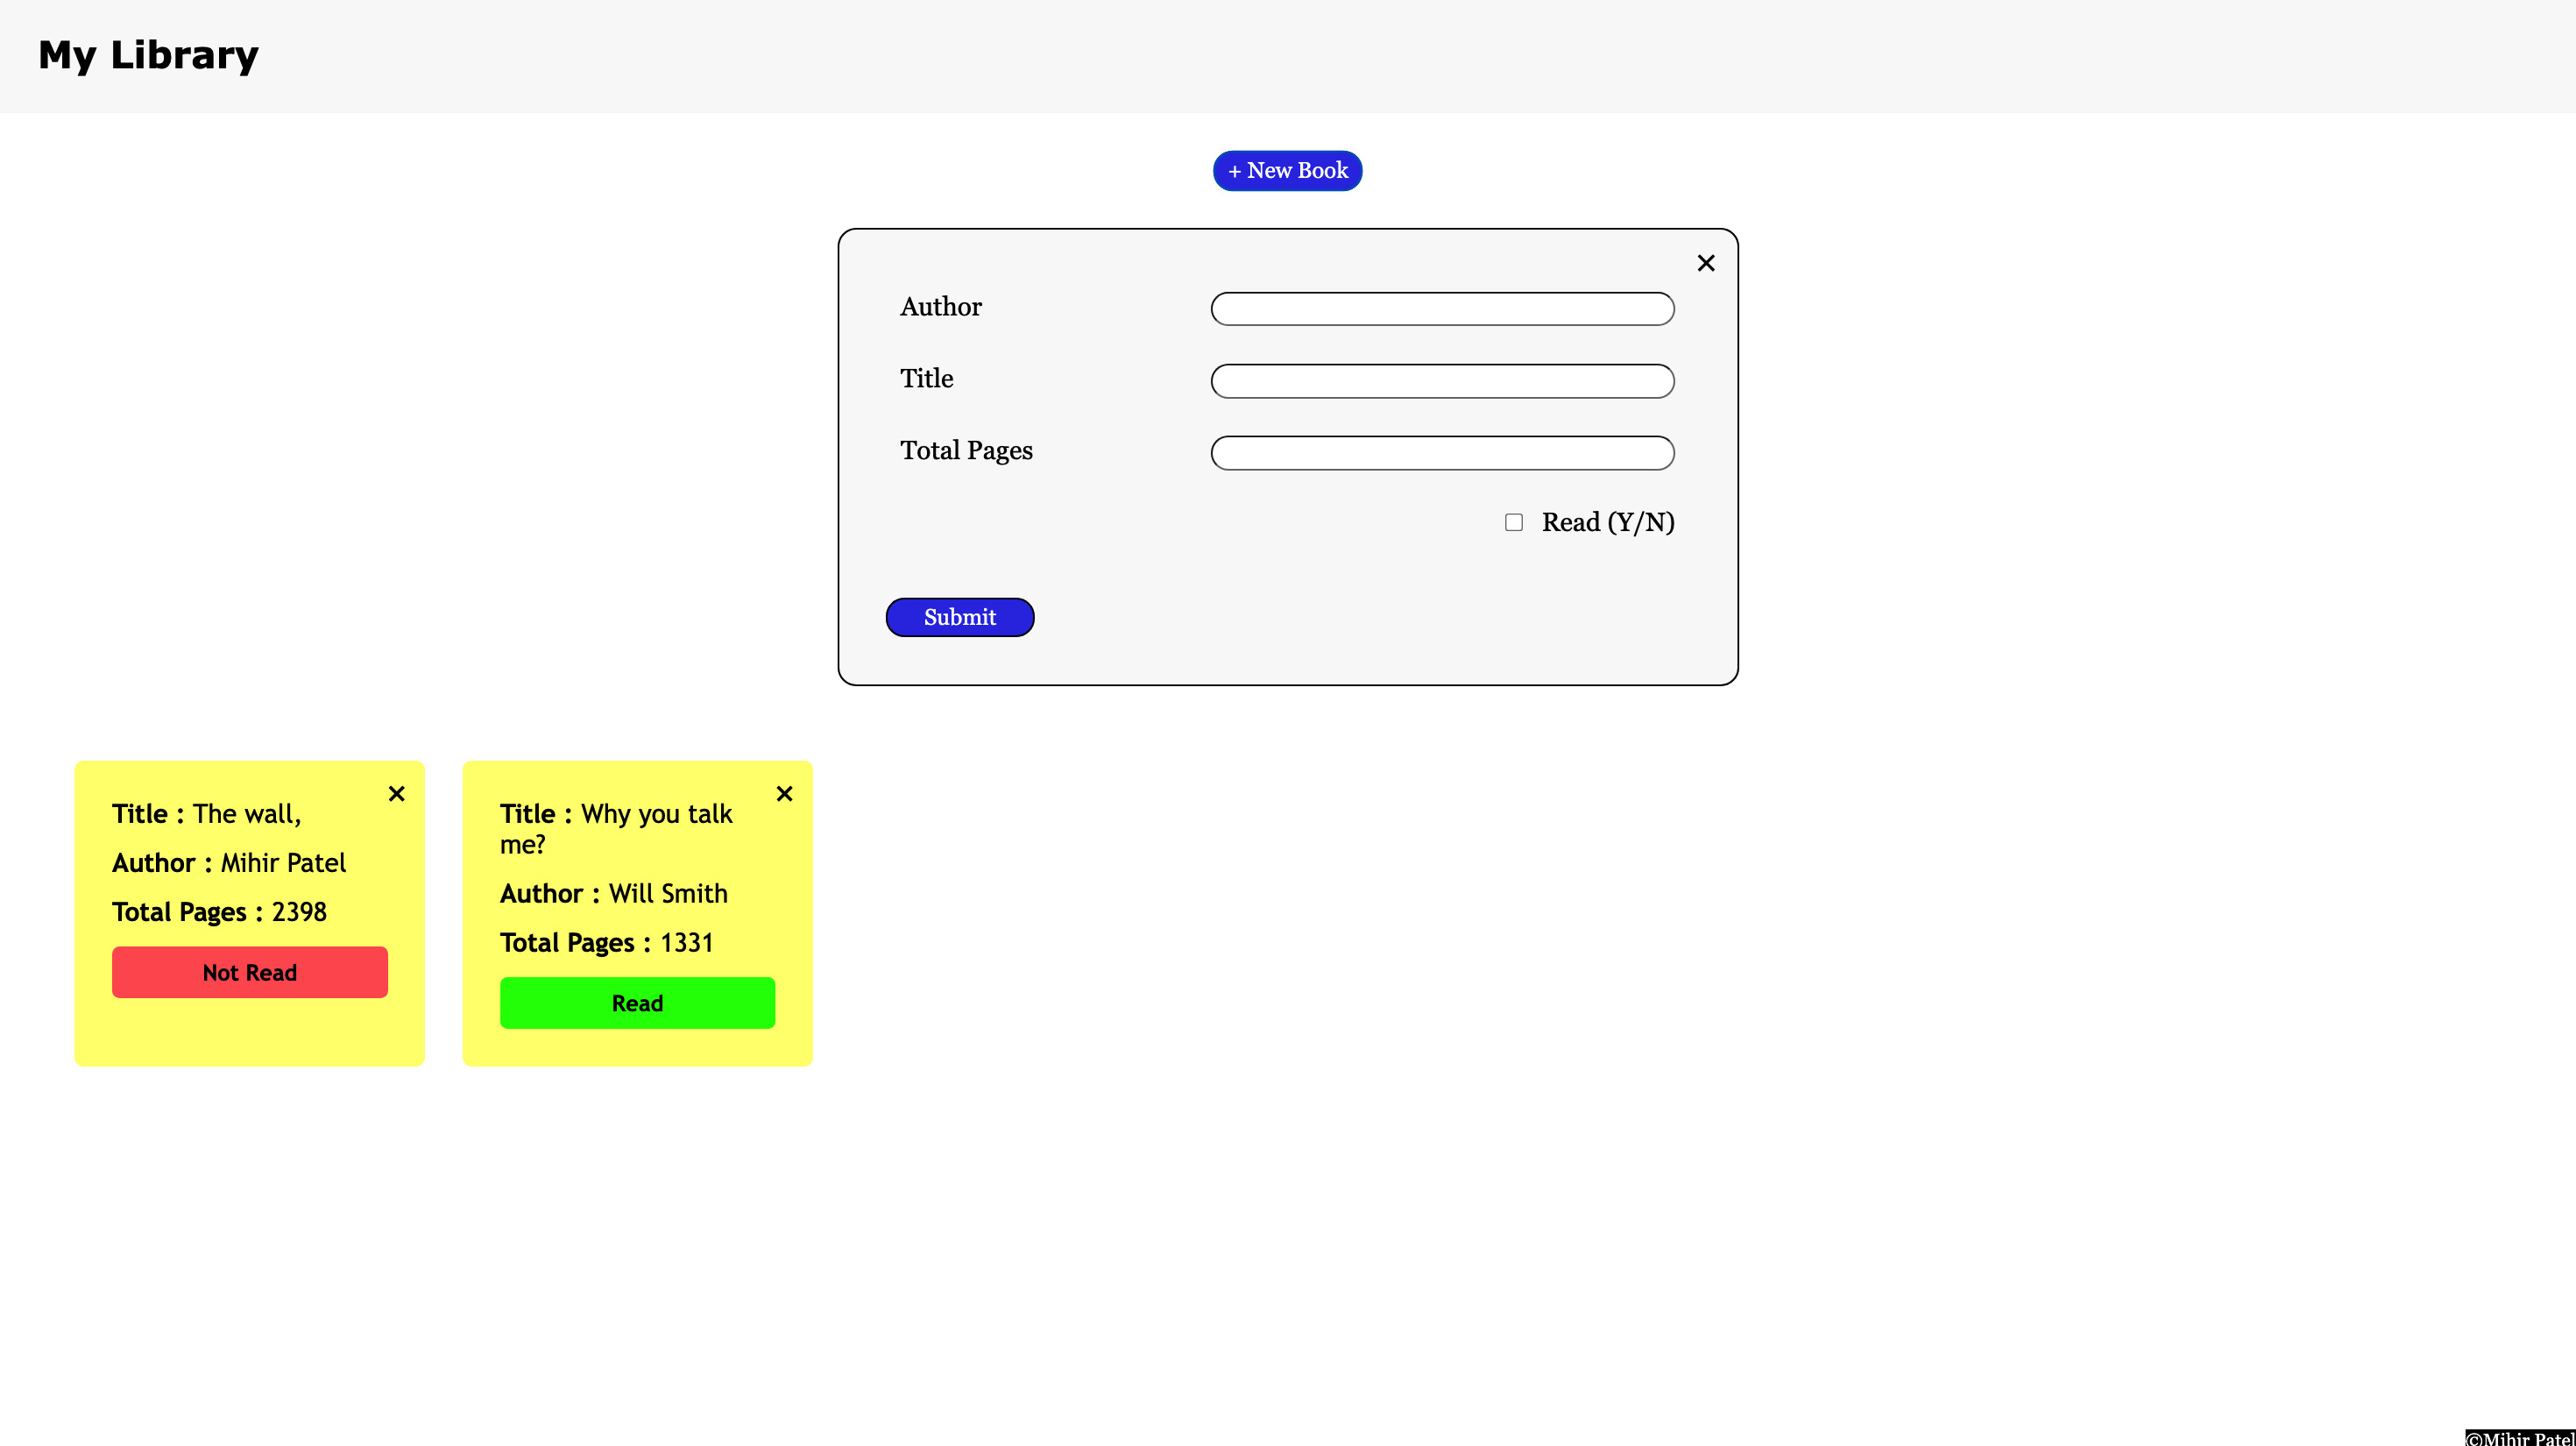 My Library
+ New Book
Author
Title
Total Pages
Read (Y/N)
Submit
Title : The wall,
Author : Mihir Patel
Total Pages : 2398
Not Read
Title : Why you talk
me?
Author : Will Smith
Total Pages : 1331
Read
©Mihir Patel